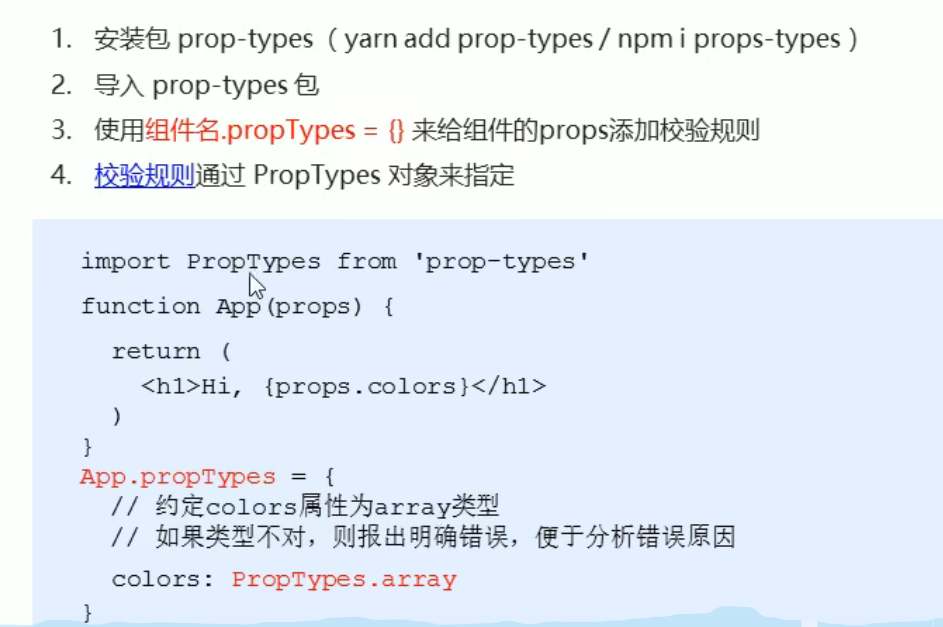 1. 安装包 prop-types（yarn add prop-types / npm i props-types）
2. 导入 prop-types 包
3. 使用组件名.propTypes = {} 来给组件的props添加校验规则
4. 校验规则通过 PropTypes 对象来指定
import PropTypes from 'prop-types'
function App(props) {
return (
<h1>Hi, {props.colors}</h1>
)
}
App.propTypes = {
// 约定colors属性为array类型
// 如果类型不对，则报出明确错误，便于分析错误原因
colors: PropTypes.array
}